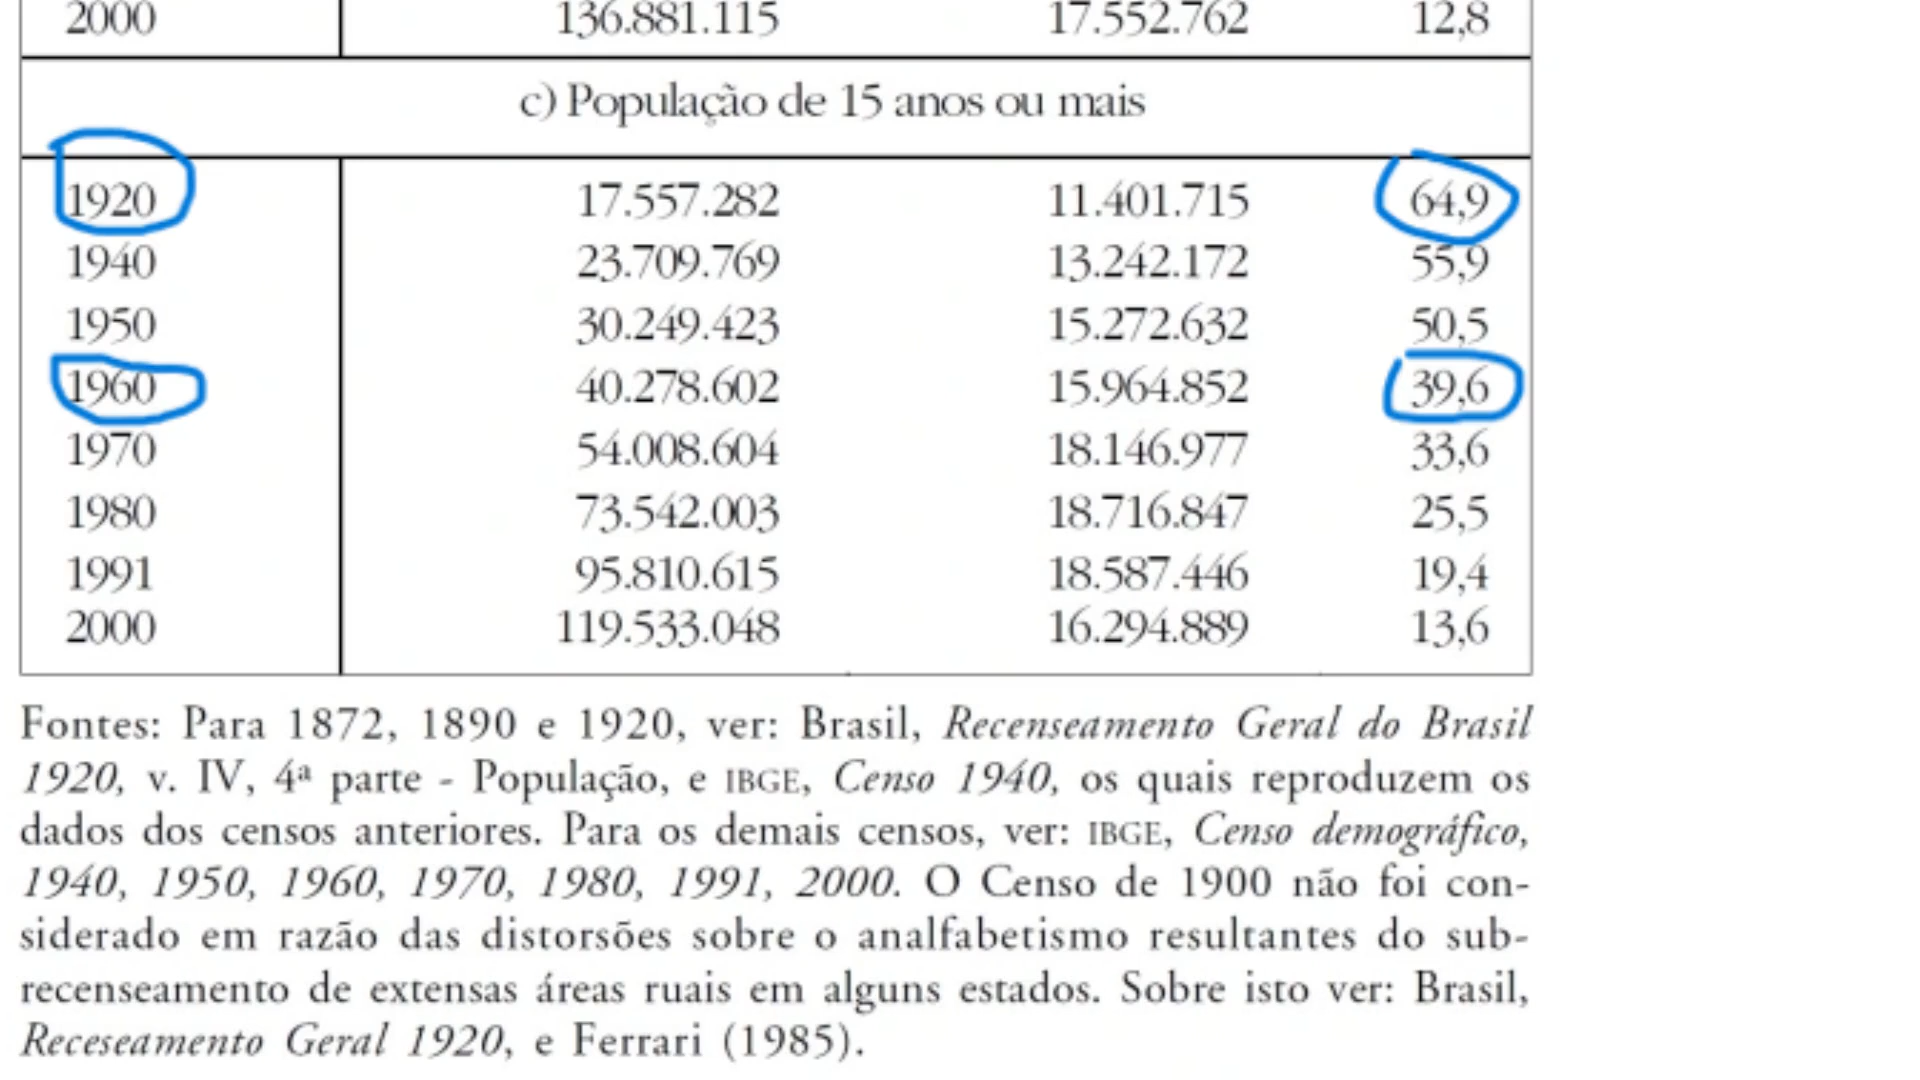 2000 136.881.115 17.552.762 12,8
c) População de 15 anos ou mais
1920 17.557.282 11.401.715 64,9
1940 23.709.769 13.242.172 55,9
1950 30.249.423 15.272.632 50,5
1960 40.278.602 15.964.852 39,6
1970 54.008.604 18.146.977 33,6
1980 73.542.003 18.716.847 25,5
1991 95.810.615 18.587.446 19,4
2000 119.533.048 16.294.889 13,6
Fontes: Para 1872, 1890 e 1920, ver: Brasil, Recenseamento Geral do Brasil
1920, v. IV, 4ª parte - População, e IBGE, Censo 1940, os quais reproduzem os
dados dos censos anteriores. Para os demais censos, ver: IBGE, Censo demográfico,
1940, 1950, 1960, 1970, 1980, 1991, 2000. O Censo de 1900 não foi con-
siderado em razão das distorsões sobre o analfabetismo resultantes do sub-
recenseamento de extensas áreas ruais em alguns estados. Sobre isto ver: Brasil,
Receseamento Geral 1920, e Ferrari (1985).